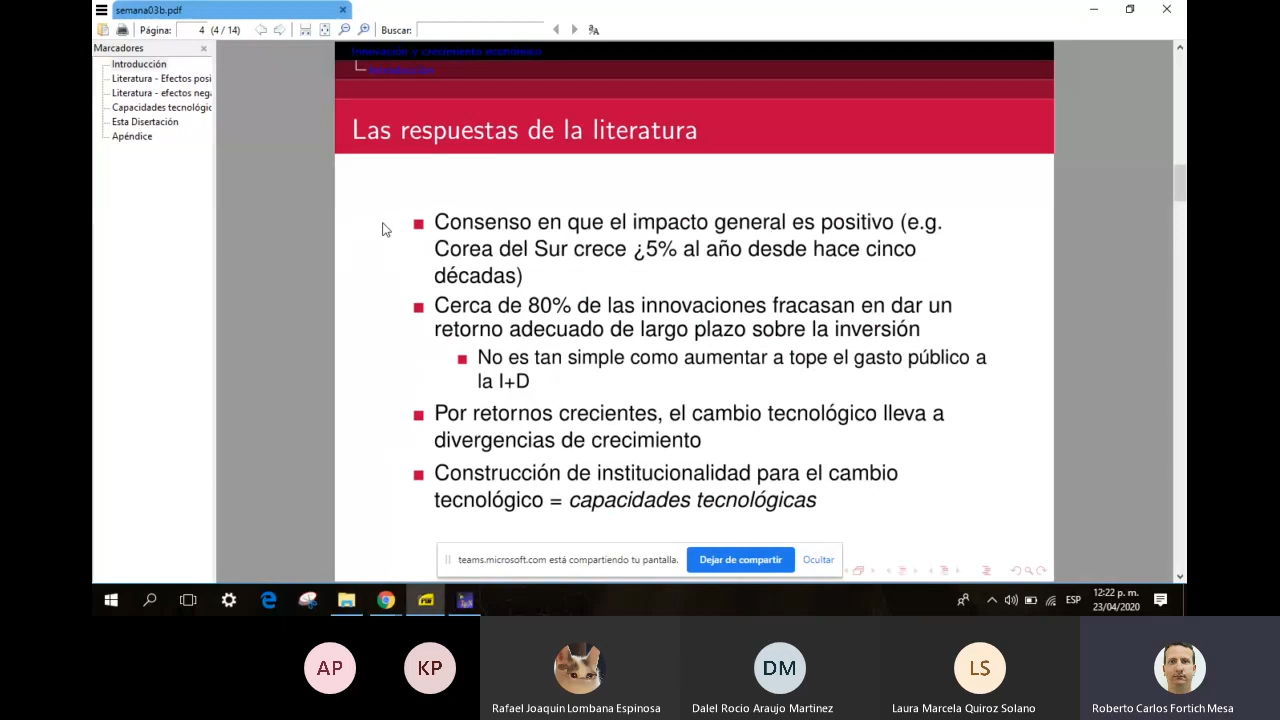 semana03b.pdf
Página: 4 (4 / 14) Buscar:
Marcadores
Introducción
Literatura - Efectos posi
Literatura - efectos nega
Capacidades tecnológic
Esta Disertación
Apéndice
Innovación y crecimiento económico
Introducción
Las respuestas de la literatura
Consenso en que el impacto general es positivo (e.g.
Corea del Sur crece ¿5% al año desde hace cinco
décadas)
Cerca de 80% de las innovaciones fracasan en dar un
retorno adecuado de largo plazo sobre la inversión
No es tan simple como aumentar a tope el gasto público a
la I+D
Por retornos crecientes, el cambio tecnológico lleva a
divergencias de crecimiento
Construcción de institucionalidad para el cambio
tecnológico = capacidades tecnológicas
teams.microsoft.com está compartiendo tu pantalla. Dejar de compartir Ocultar
ESP
12:22 p. m.
23/04/2020
AP
KP
DM
LS
Rafael Joaquin Lombana Espinosa
Dalel Rocio Araujo Martinez
Laura Marcela Quiroz Solano
Roberto Carlos Fortich Mesa